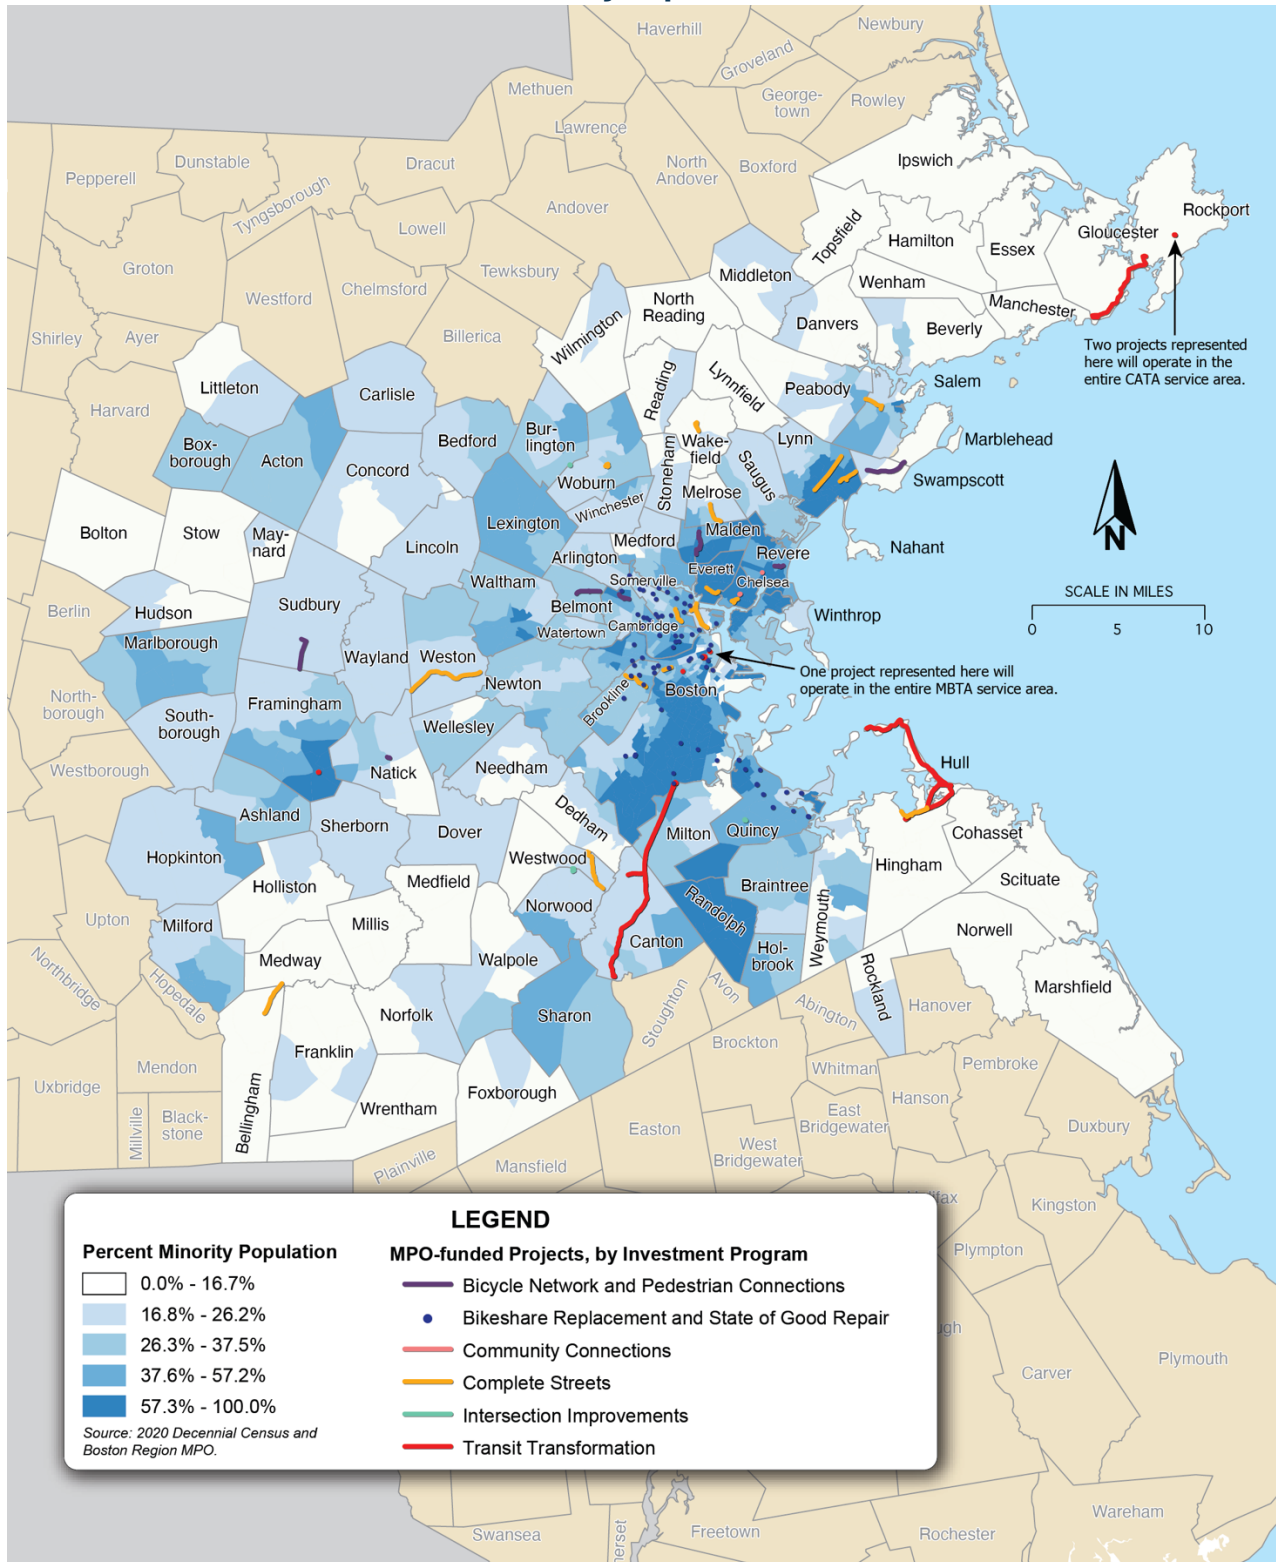 Haverhill
Newbury
Groveland
Methuen
George-
town
Rowley
Lawrence
Dunstable
Dracut
North
Andover
Boxford
Ipswich
Pepperell
Tyngsborough
Andover
Rockport
Lowell
Topsfield
Gloucester
Hamilton
Essex
Groton
Tewksbury
Middleton
Wenham
Westford
Chelmsford
North
Reading
Manchester
Shirley
Ayer
Billerica
Wilmington
Danvers
Beverly
Two projects represented
here will operate in the
entire CATA service area.
Littleton
Carlisle
Reading
Lynnfield
Peabody
Salem
Harvard
Box-
borough
Acton
Bedford
Bur-
lington
Wake-
field
Lynn
Marblehead
Concord
Woburn
Stoneham
Saugus
Swampscott
Melrose
Winchester
Bolton
Stow
May-
nard
Lexington
Malden
Lincoln
Medford
Revere
Nahant
N
Arlington
Everett
Chelsea
Waltham
Somerville
SCALE IN MILES
0
5
10
Berlin
Hudson
Sudbury
Belmont
Winthrop
Marlborough
Watertown
Cambridge
Wayland
Weston
One project represented here will
operate in the entire MBTA service area.
North-
borough
Newton
Brookline
Boston
South-
borough
Framingham
Wellesley
Westborough
Natick
Needham
Hull
Ashland
Sherborn
Dover
Dedham
Milton
Quincy
Cohasset
Hopkinton
Westwood
Hingham
Holliston
Medfield
Braintree
Scituate
Upton
Milford
Millis
Norwood
Randolph
Weymouth
Norwell
Medway
Walpole
Canton
Hol-
brook
Northbridge
Hopedale
Rockland
Marshfield
Norfolk
Sharon
Stoughton
Avon
Abington
Hanover
Franklin
Brockton
Mendon
Uxbridge
Whitman
Pembroke
Bellingham
Foxborough
Hanson
Wrentham
Millville
Black-
stone
East
Bridgewater
Easton
Duxbury
West
Bridgewater
Plainville
Mansfield
Kingston
Plympton
Carver
Plymouth
LEGEND
Percent Minority Population
0.0% - 16.7%
16.8% - 26.2%
26.3% - 37.5%
37.6% - 57.2%
57.3% - 100.0%
Source: 2020 Decennial Census and
Boston Region MPO.
MPO-funded Projects, by Investment Program
Bicycle Network and Pedestrian Connections
Bikeshare Replacement and State of Good Repair
Community Connections
Complete Streets
Intersection Improvements
Transit Transformation
Swansea
Freetown
Rochester
Wareham